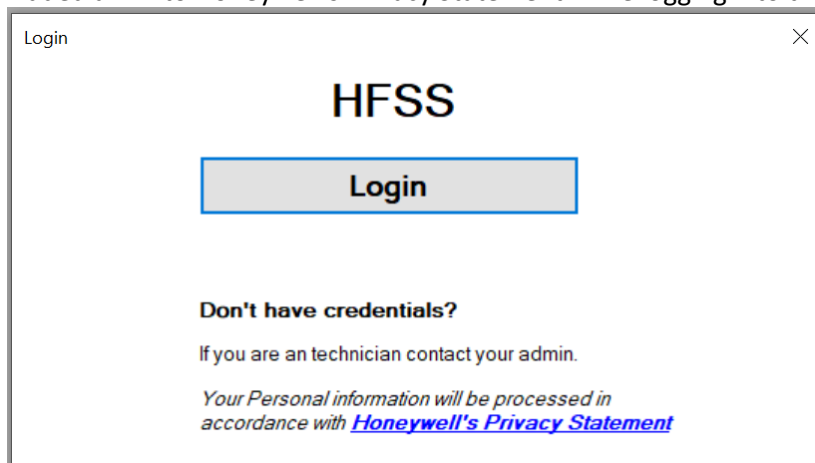 Login
HFSS
Login
Don't have credentials?
If you are an technician contact your admin.
Your Personal information will be processed in
accordance with Honeywell's Privacy Statement